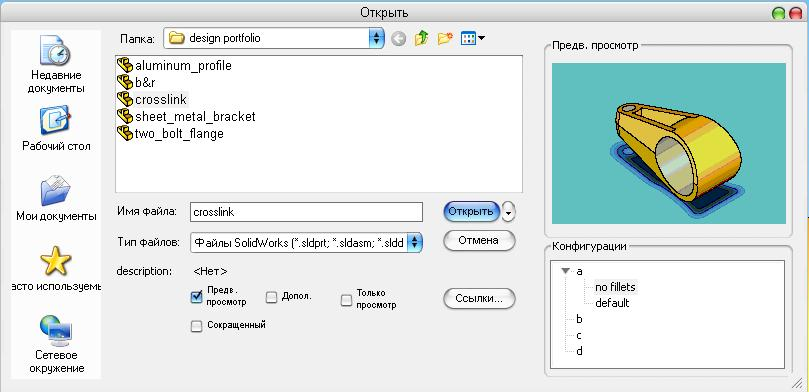 Открыть
Недавние
документы
Рабочий стол
Мои документы
асто используемы
Сетевое
окружение
Папка:
design portfolio
aluminum_profile
b&r
crosslink
sheet_metal_bracket
two_bolt_flange
Имя файла:
crosslink
Открыть
Тип файлов:
Файлы SolidWorks (*.sldprt; *.sldasm; *.sldd
Отмена
description:
<Нет>
Предв.
просмотр
Допол.
Только
просмотр
Ссылки...
Сокращенный
Предв. просмотр
Конфигурации
a
no fillets
default
b
c
d